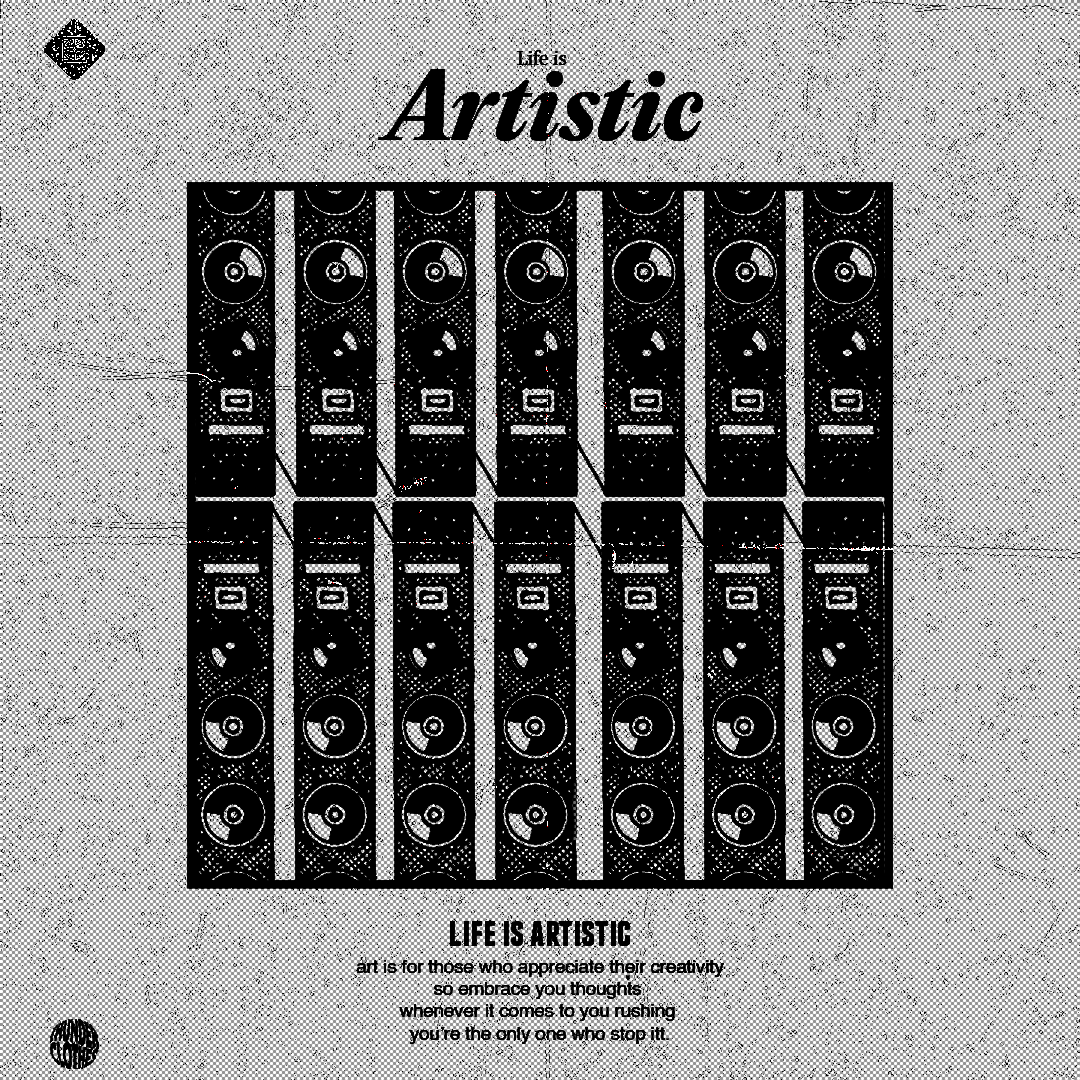 Life is
Artistic
LIFE IS ARTISTIC
art is for those who appreciate their creativity
so embrace you thoughts
whenever it comes to you rushing
you're the only one who stop itt.
CLOTHES